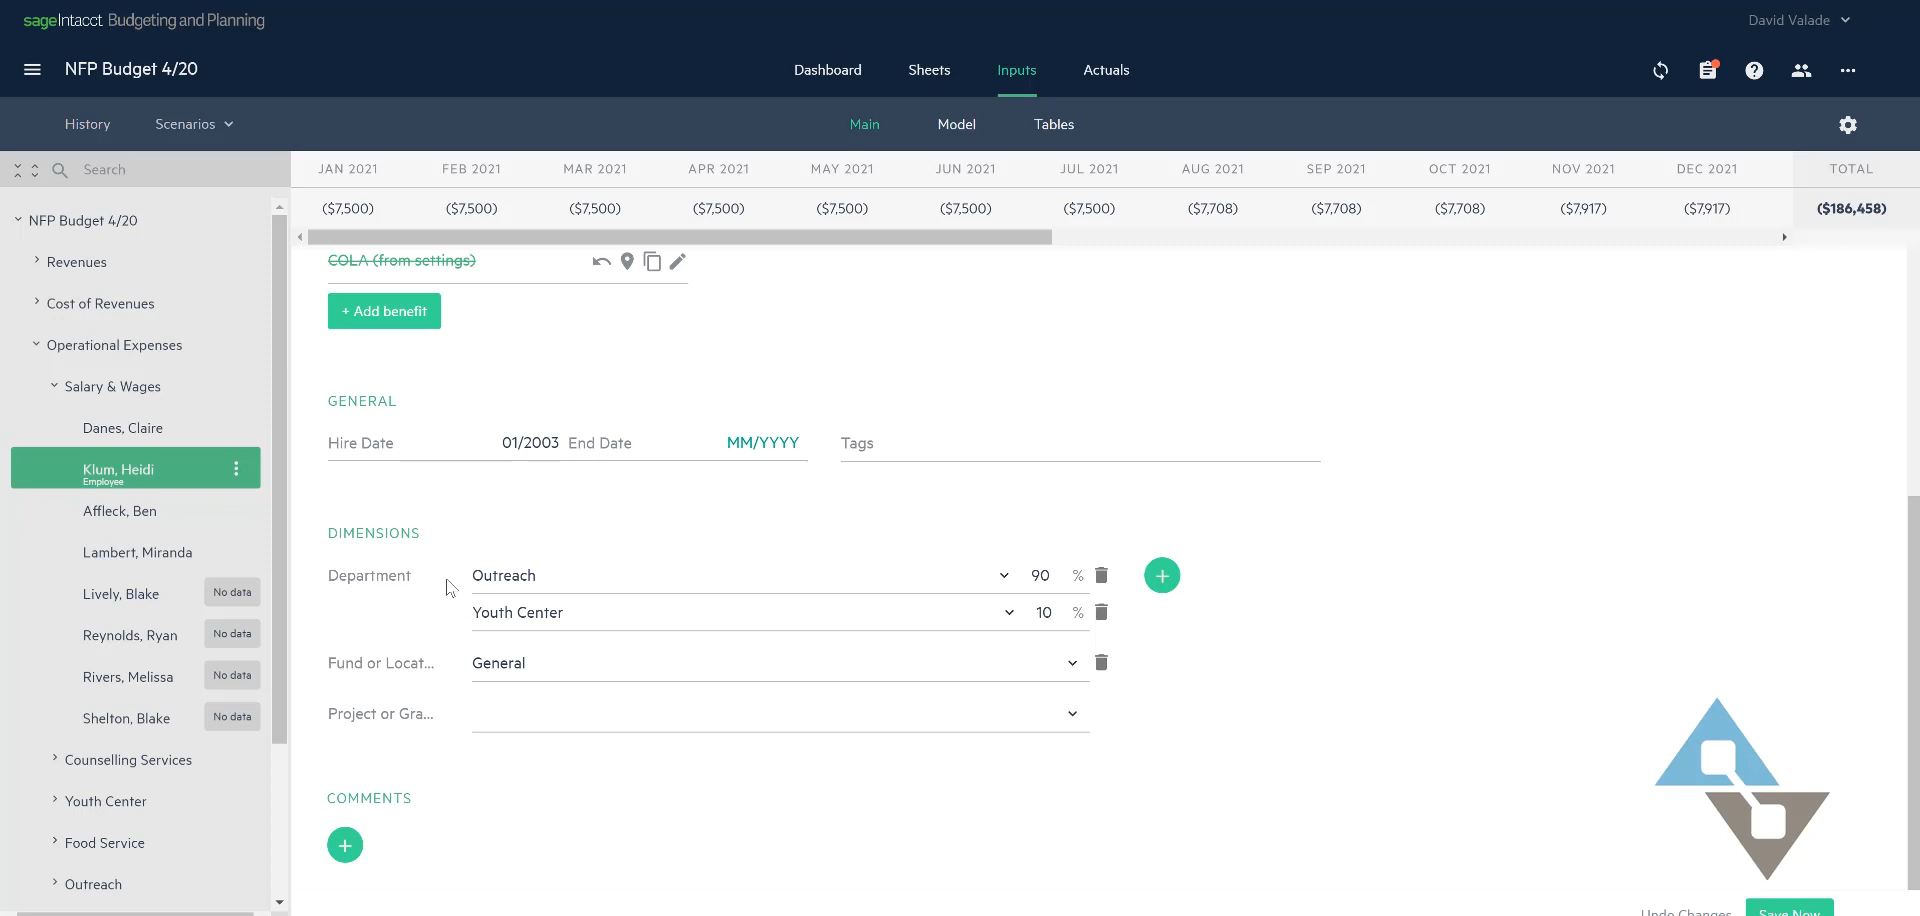 sageIntacct Budgeting and Planning
David Valade
NFP Budget 4/20
Dashboard Sheets Inputs Actuals
History Scenarios
Main Model Tables
Search
JAN 2021 FEB 2021 MAR 2021 APR 2021 MAY 2021 JUN 2021 JUL 2021 AUG 2021 SEP 2021 OCT 2021 NOV 2021 DEC 2021 TOTAL
($7,500) ($7,500) ($7,500) ($7,500) ($7,500) ($7,500) ($7,500) ($7,708) ($7,708) ($7,708) ($7,917) ($7,917) ($186,458)
NFP Budget 4/20
Revenues
Cost of Revenues
Operational Expenses
Salary & Wages
Danes, Claire
Klum, Heidi
Employee
Affleck, Ben
Lambert, Miranda
Lively, Blake No data
Reynolds, Ryan No data
Rivers, Melissa No data
Shelton, Blake No data
Counselling Services
Youth Center
Food Service
Outreach
COLA (from settings)
+ Add benefit
GENERAL
Hire Date 01/2003 End Date MM/YYYY Tags
DIMENSIONS
Department Outreach 90 %
Youth Center 10 %
Fund or Locat... General
Project or Gra...
COMMENTS
Undo Changes Save Now